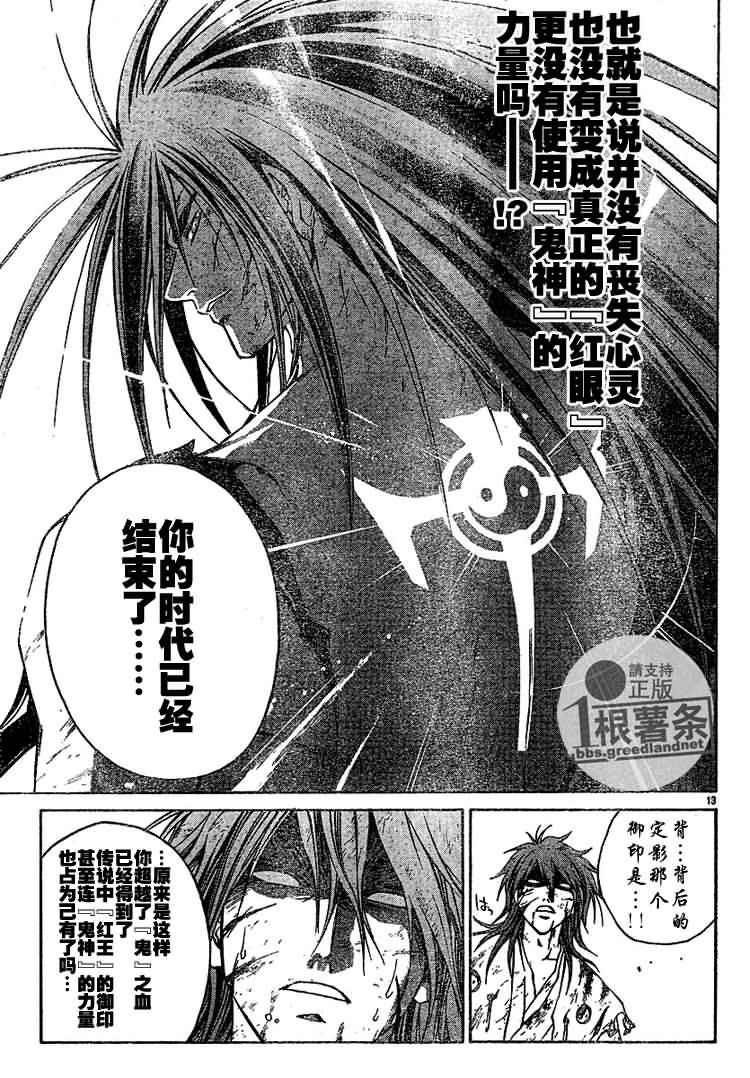 也就是说并没有丧失心灵
也没有变成真正的『红眼』
更没有使用『鬼神』的
力量吗——!?
你的时代已经
结束了……
請支持
正版
1根薯条
.bbs.greedlandnet
13
背…背后的
定影那个
御印是…!!
は、
…原来是这样
你超越了『鬼』之血
已经得到了
传说中『红王』的御印
甚至连『鬼神』的力量
也占为己有了吗…